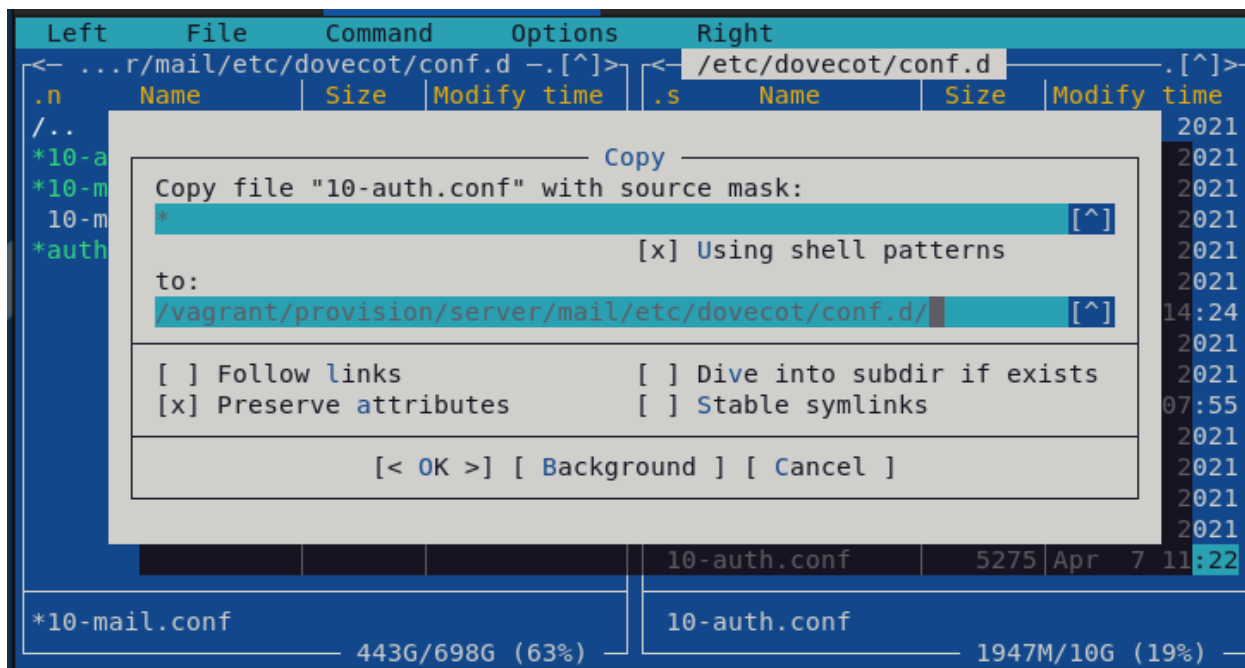 Left File Command Options Right
<— ...r/mail/etc/dovecot/conf.d —.[^]> <— /etc/dovecot/conf.d .[^]>
.n Name Size Modify time .s Name Size Modify time
/.. 2021
*10-a 2021
*10-m 2021
10-m 2021
*auth 2021
2021
14:24
2021
2021
07:55
2021
2021
2021
2021
Copy
Copy file "10-auth.conf" with source mask:
* [^]
[x] Using shell patterns
to:
/vagrant/provision/server/mail/etc/dovecot/conf.d/ [^]
[ ] Follow links [ ] Dive into subdir if exists
[x] Preserve attributes [ ] Stable symlinks
[< OK >] [ Background ] [ Cancel ]
10-auth.conf 5275 Apr 7 11:22
*10-mail.conf 10-auth.conf
443G/698G (63%) 1947M/10G (19%)